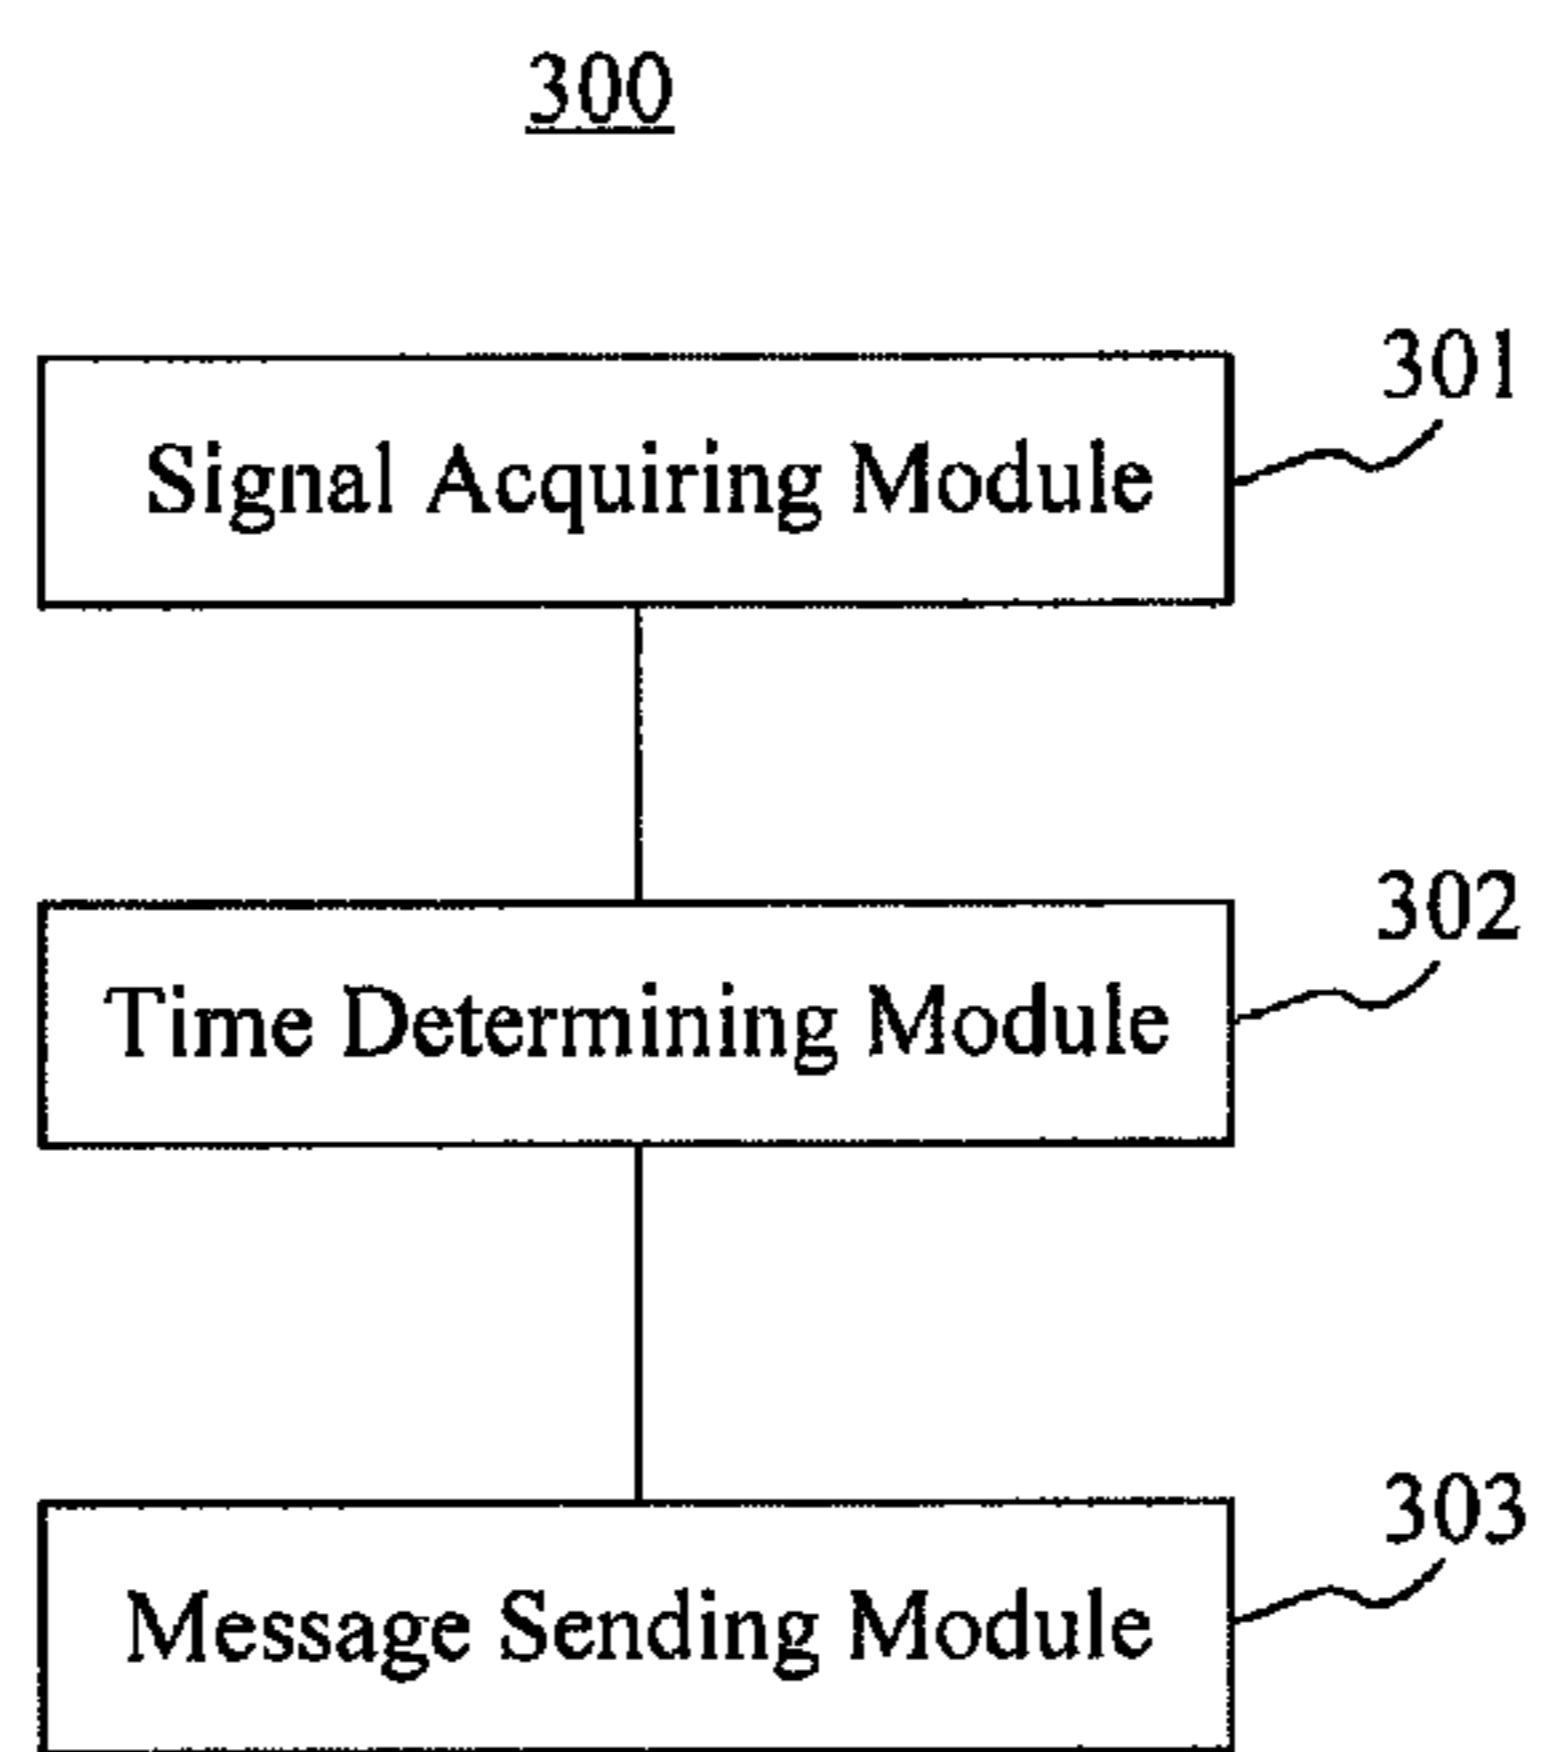 300
301
Signal Acquiring Module
302
Time Determining Module
303
Message Sending Module